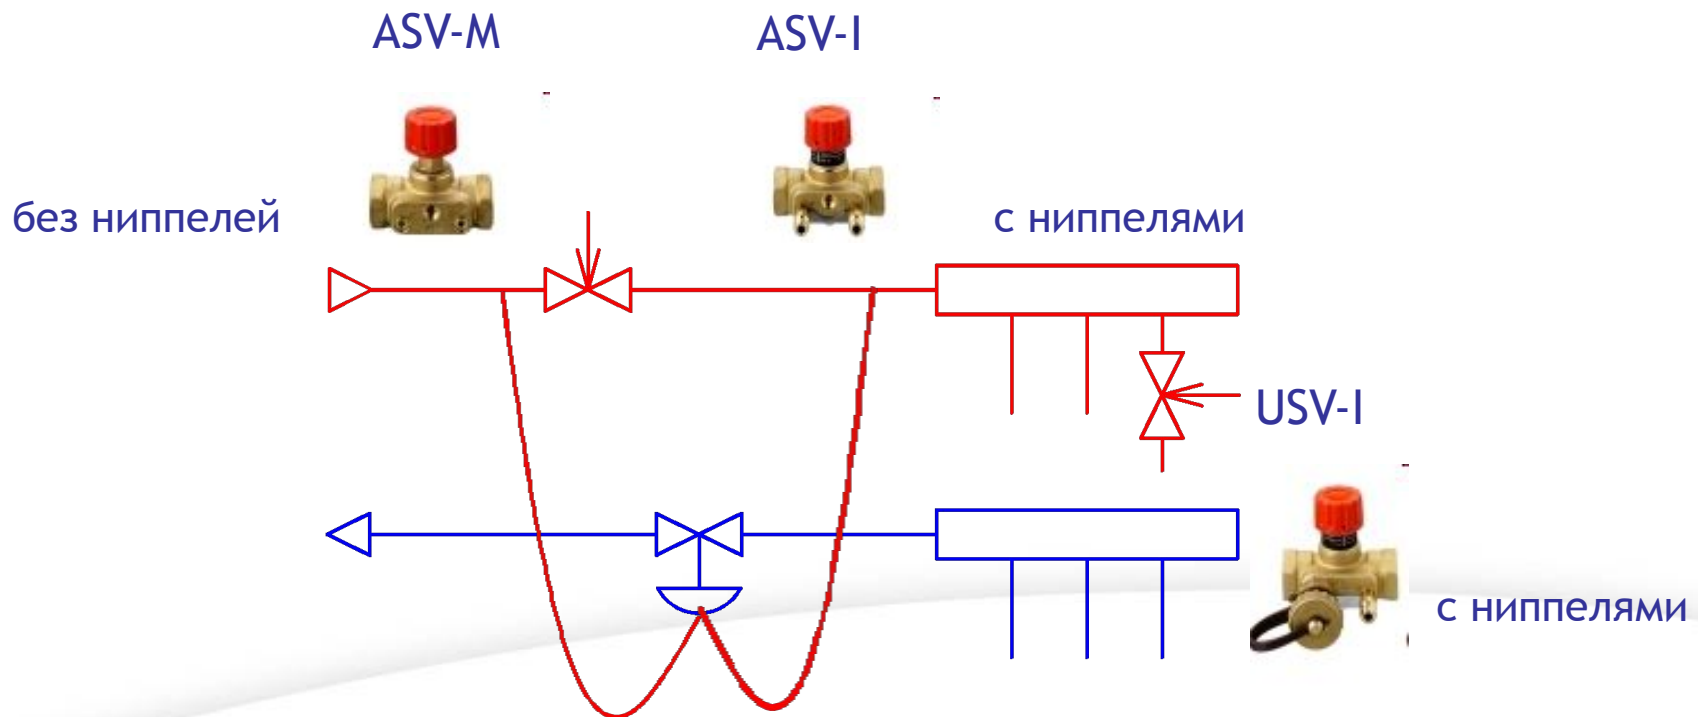 ASV-M
ASV-I
без ниппелей
с ниппелями
USV-I
с ниппелями